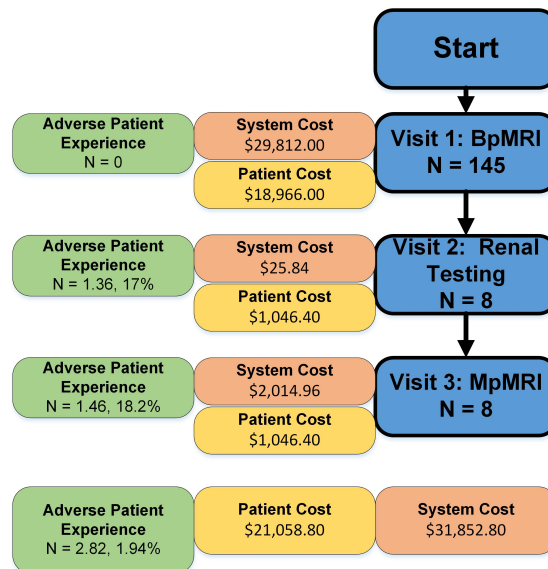 Start
Adverse Patient
Experience
N = 0
System Cost
$29,812.00
Patient Cost
$18,966.00
Visit 1: BpMRI
N = 145
Adverse Patient
Experience
N = 1.36, 17%
System Cost
$25.84
Patient Cost
$1,046.40
Visit 2: Renal
Testing
N = 8
Adverse Patient
Experience
N = 1.46, 18.2%
System Cost
$2,014.96
Patient Cost
$1,046.40
Visit 3: MpMRI
N = 8
Adverse Patient
Experience
N = 2.82, 1.94%
Patient Cost
$21,058.80
System Cost
$31,852.80